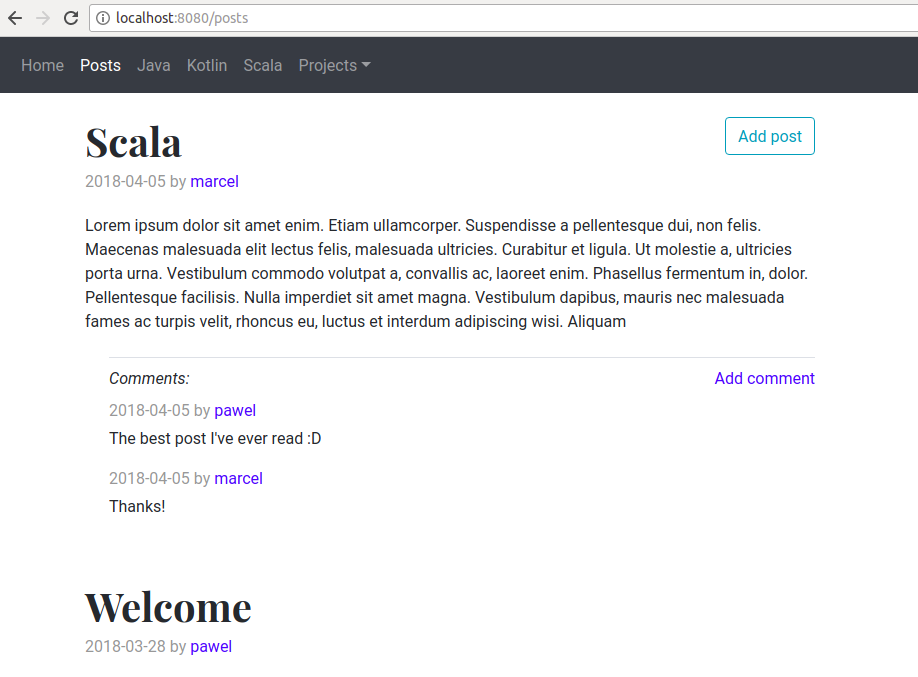 localhost:8080/posts
Home Posts Java Kotlin Scala Projects
Scala
Add post
2018-04-05 by marcel
Lorem ipsum dolor sit amet enim. Etiam ullamcorper. Suspendisse a pellentesque dui, non felis.
Maecenas malesuada elit lectus felis, malesuada ultricies. Curabitur et ligula. Ut molestie a, ultricies
porta urna. Vestibulum commodo volutpat a, convallis ac, laoreet enim. Phasellus fermentum in, dolor.
Pellentesque facilisis. Nulla imperdiet sit amet magna. Vestibulum dapibus, mauris nec malesuada
fames ac turpis velit, rhoncus eu, luctus et interdum adipiscing wisi. Aliquam
Comments: Add comment
2018-04-05 by pawel
The best post I've ever read :D
2018-04-05 by marcel
Thanks!
Welcome
2018-03-28 by pawel